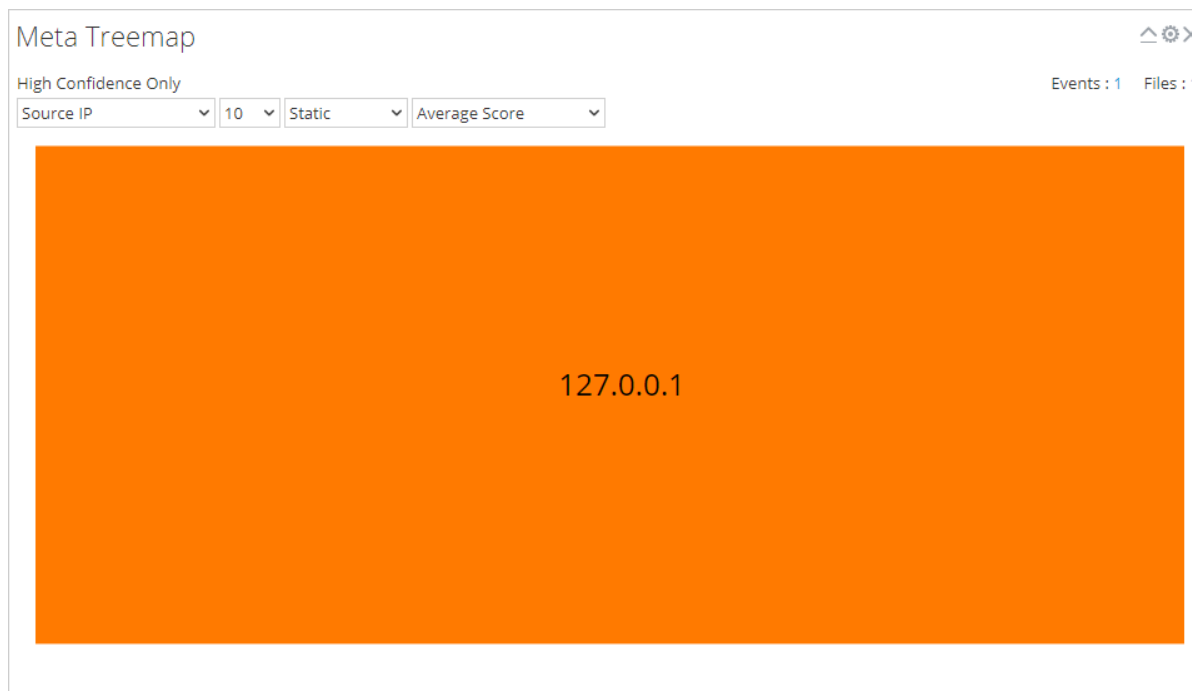 Meta Treemap
High Confidence Only
Events : 1 Files :
Source IP 10 Static Average Score
127.0.0.1